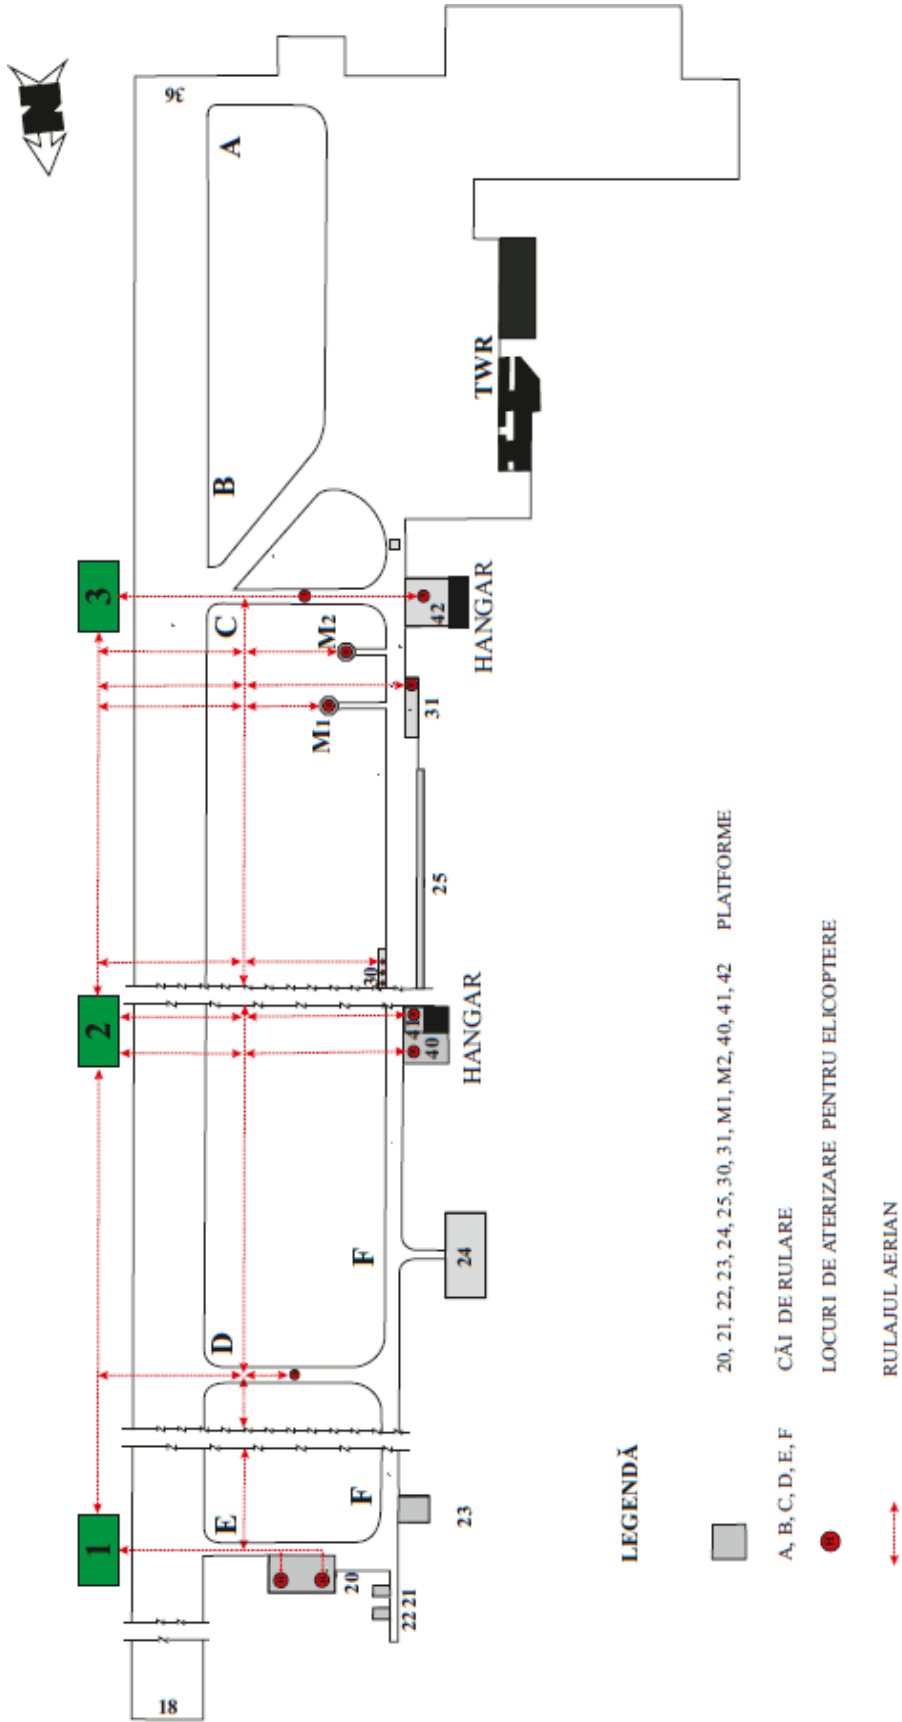 N
36
A
B
TWR
3
C
M2
M1
42
HANGAR
31
25
30
2
41
40
HANGAR
24
F
D
1
E
F
23
20
22 21
18
LEGENDĂ
20, 21, 22, 23, 24, 25, 30, 31, M1, M2, 40, 41, 42 PLATFORME
A, B, C, D, E, F CĂI DE RULARE
H LOCURI DE ATERIZARE PENTRU ELICOPTERE
RULAJUL AERIAN